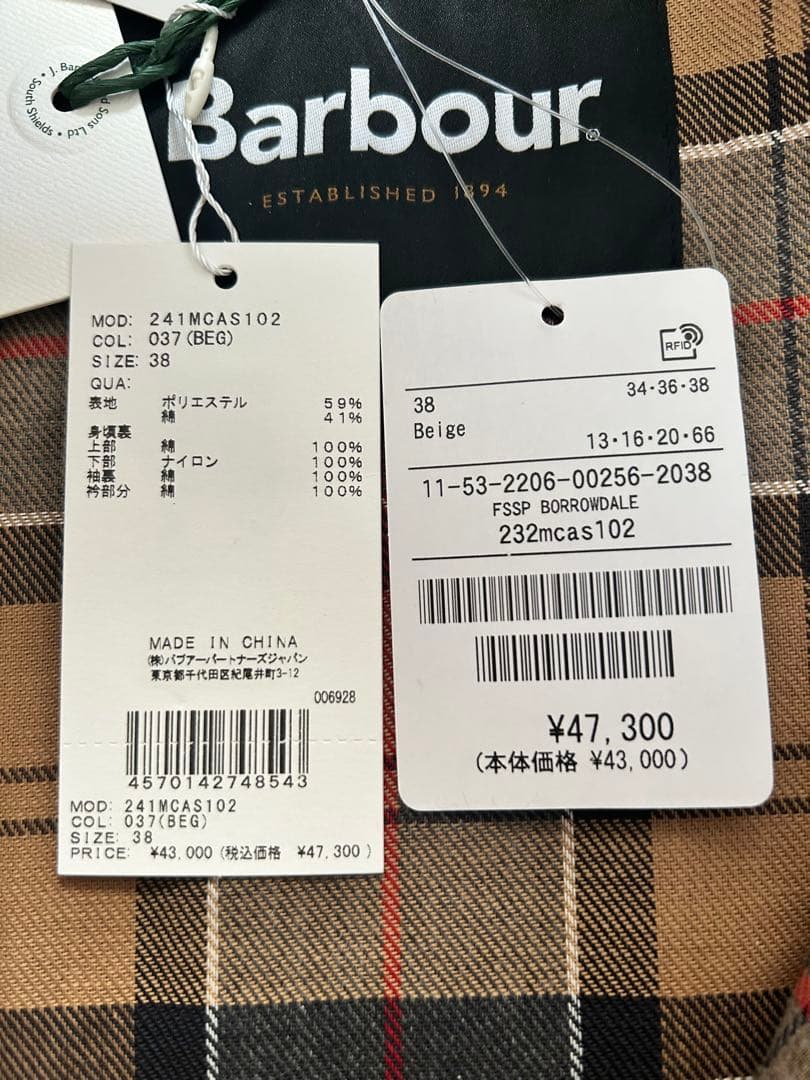 J. Bar
d Sons Ltd
South Shields
Barbour
ESTABLISHED 1894
MOD: 241MCAS102
COL: 037(BEG)
SIZE: 38
QUA:
表地 ポリエステル 59%
綿 41%
身頃裏
上部 綿 100%
下部 ナイロン 100%
袖裏 綿 100%
衿部分 綿 100%
MADE IN CHINA
(株)バブアーパートナーズジャパン
東京都千代田区紀尾井町3-12
006928
4570142748543
MOD: 241MCAS102
COL: 037(BEG)
SIZE: 38
PRICE: ¥43,000 (税込価格 ¥47,300)
RFID
38 34・36・38
Beige 13・16・20・66
11-53-2206-00256-2038
FSSP BORROWDALE
232mcas102
¥47,300
(本体価格 ¥43,000)